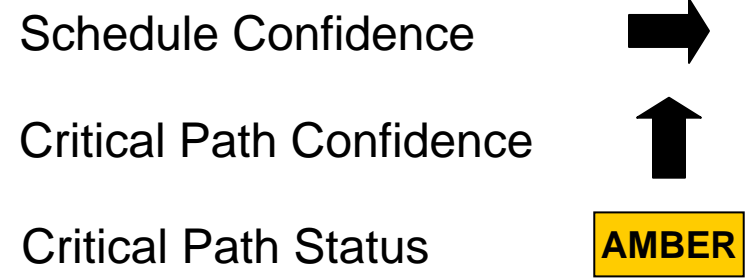 Schedule Confidence
Critical Path Confidence
Critical Path Status AMBER